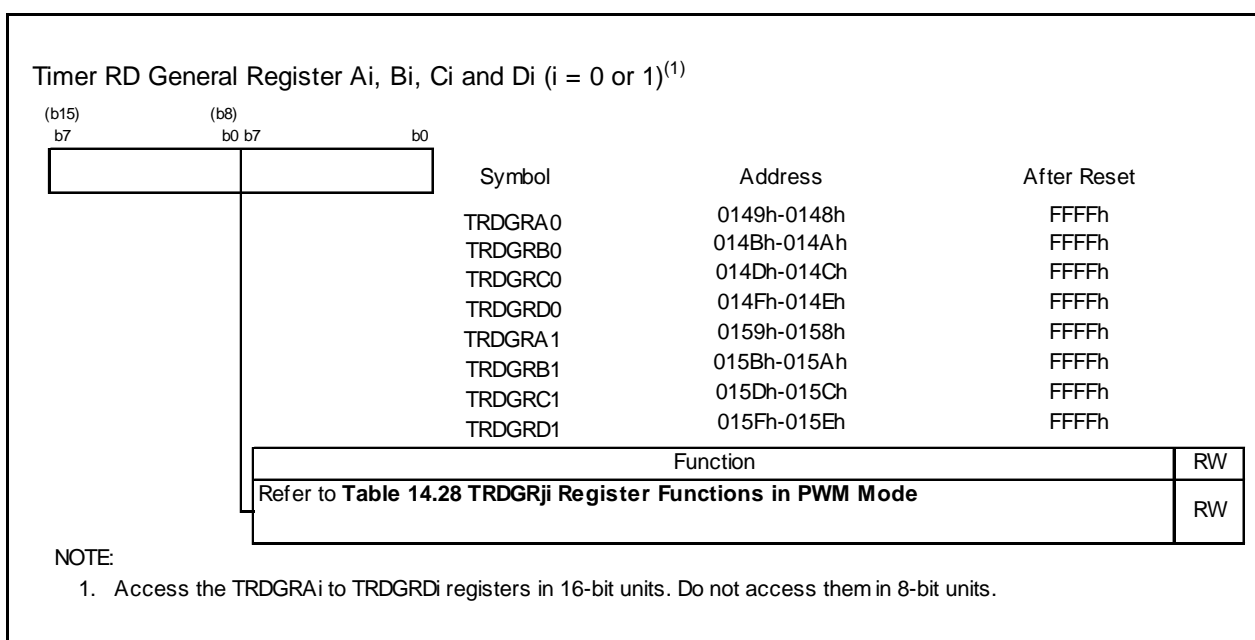 Timer RD General Register Ai, Bi, Ci and Di (i = 0 or 1)(1)
(b15) (b8)
b7 b0 b7 b0
Symbol Address After Reset
TRDGRA0 0149h-0148h FFFFh
TRDGRB0 014Bh-014Ah FFFFh
TRDGRC0 014Dh-014Ch FFFFh
TRDGRD0 014Fh-014Eh FFFFh
TRDGRA1 0159h-0158h FFFFh
TRDGRB1 015Bh-015Ah FFFFh
TRDGRC1 015Dh-015Ch FFFFh
TRDGRD1 015Fh-015Eh FFFFh
Function RW
Refer to Table 14.28 TRDGRji Register Functions in PWM Mode RW
NOTE:
1. Access the TRDGRAi to TRDGRDi registers in 16-bit units. Do not access them in 8-bit units.